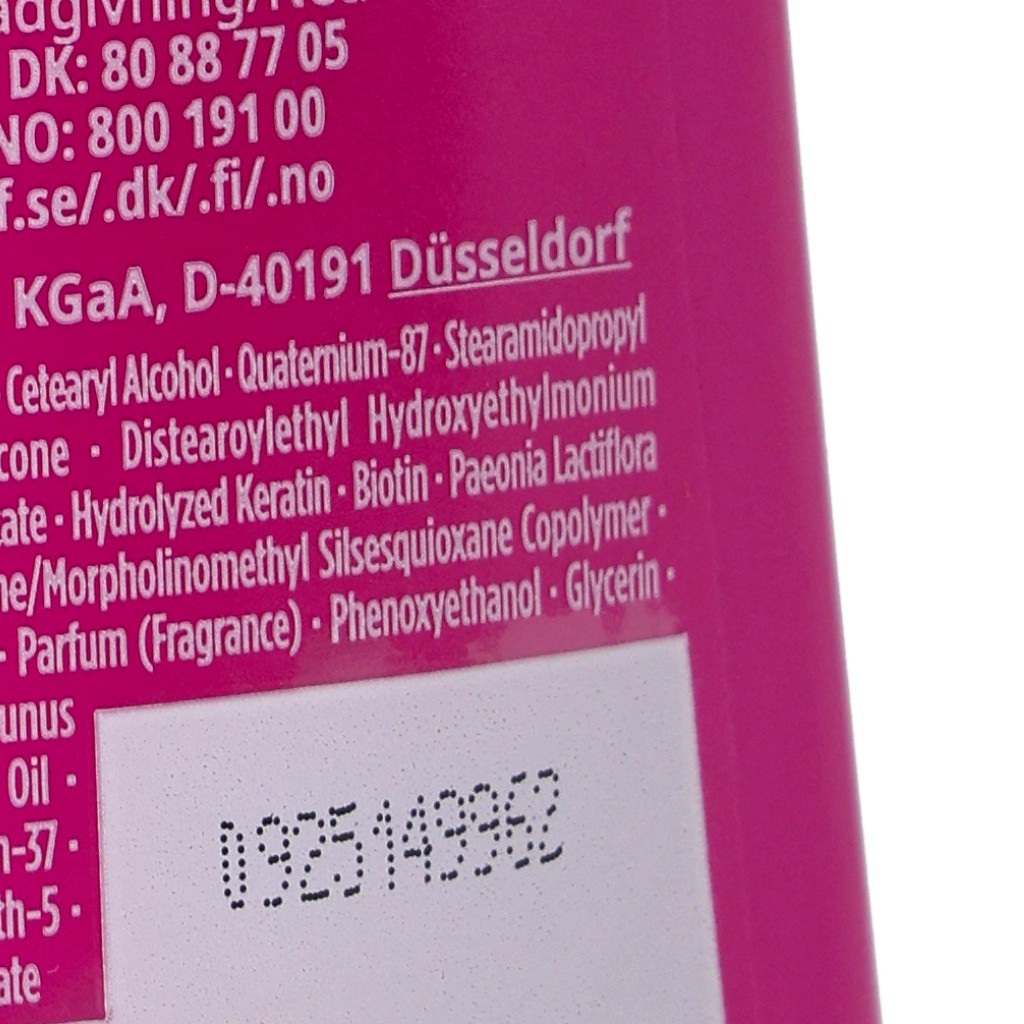 DK: 80 88 77 05
NO: 800 191 00
f.se/.dk/.fi/.no
KGaA, D-40191 Düsseldorf
· Cetearyl Alcohol · Quaternium-87 · Stearamidopropyl
cone · Distearoylethyl Hydroxyethylmonium
ate · Hydrolyzed Keratin · Biotin · Paeonia Lactiflora
ne/Morpholinomethyl Silsesquioxane Copolymer ·
- Parfum (Fragrance) · Phenoxyethanol · Glycerin ·
unus
Oil ·
-37 ·
th-5 ·
ate
0925149962